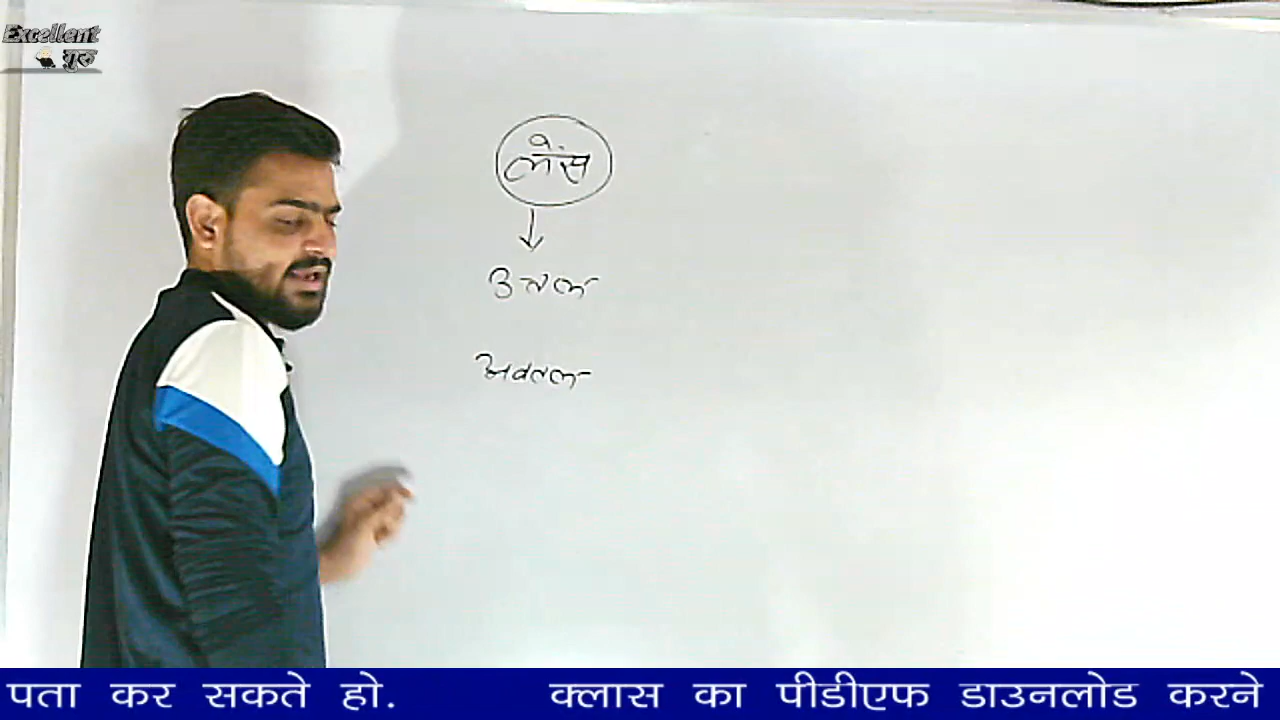 Excellent
गुरु
लेंस
उत्तल
अवतल
पता कर सकते हो. क्लास का पीडीएफ डाउनलोड करने